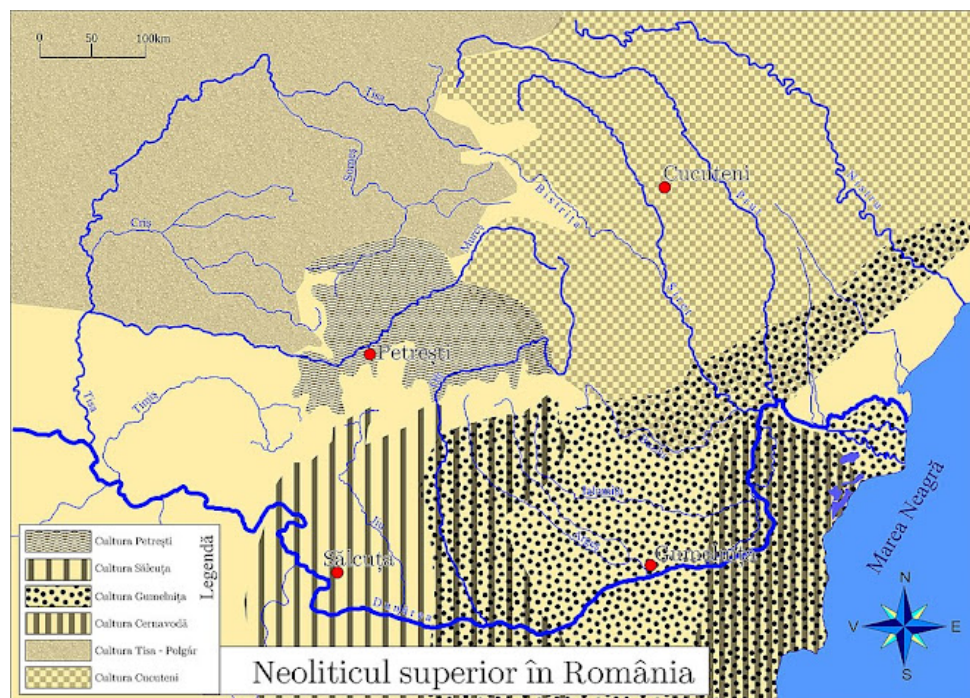 0 50 100km
Tisa
Someș
Criș
Bistrița
Mureș
Cucuteni
Prut
Nistru
Siret
Petrești
Tisa
Timiș
Jiu
Sălcuța
Dunărea
Ialomița
Argeș
Gumelnița
Marea Neagră
Legendă
Cultura Petrești
Cultura Sălcuța
Cultura Gumelnița
Cultura Cernavodă
Cultura Tisa - Polgár
Cultura Cucuteni
N
V E
S
Neoliticul superior în România